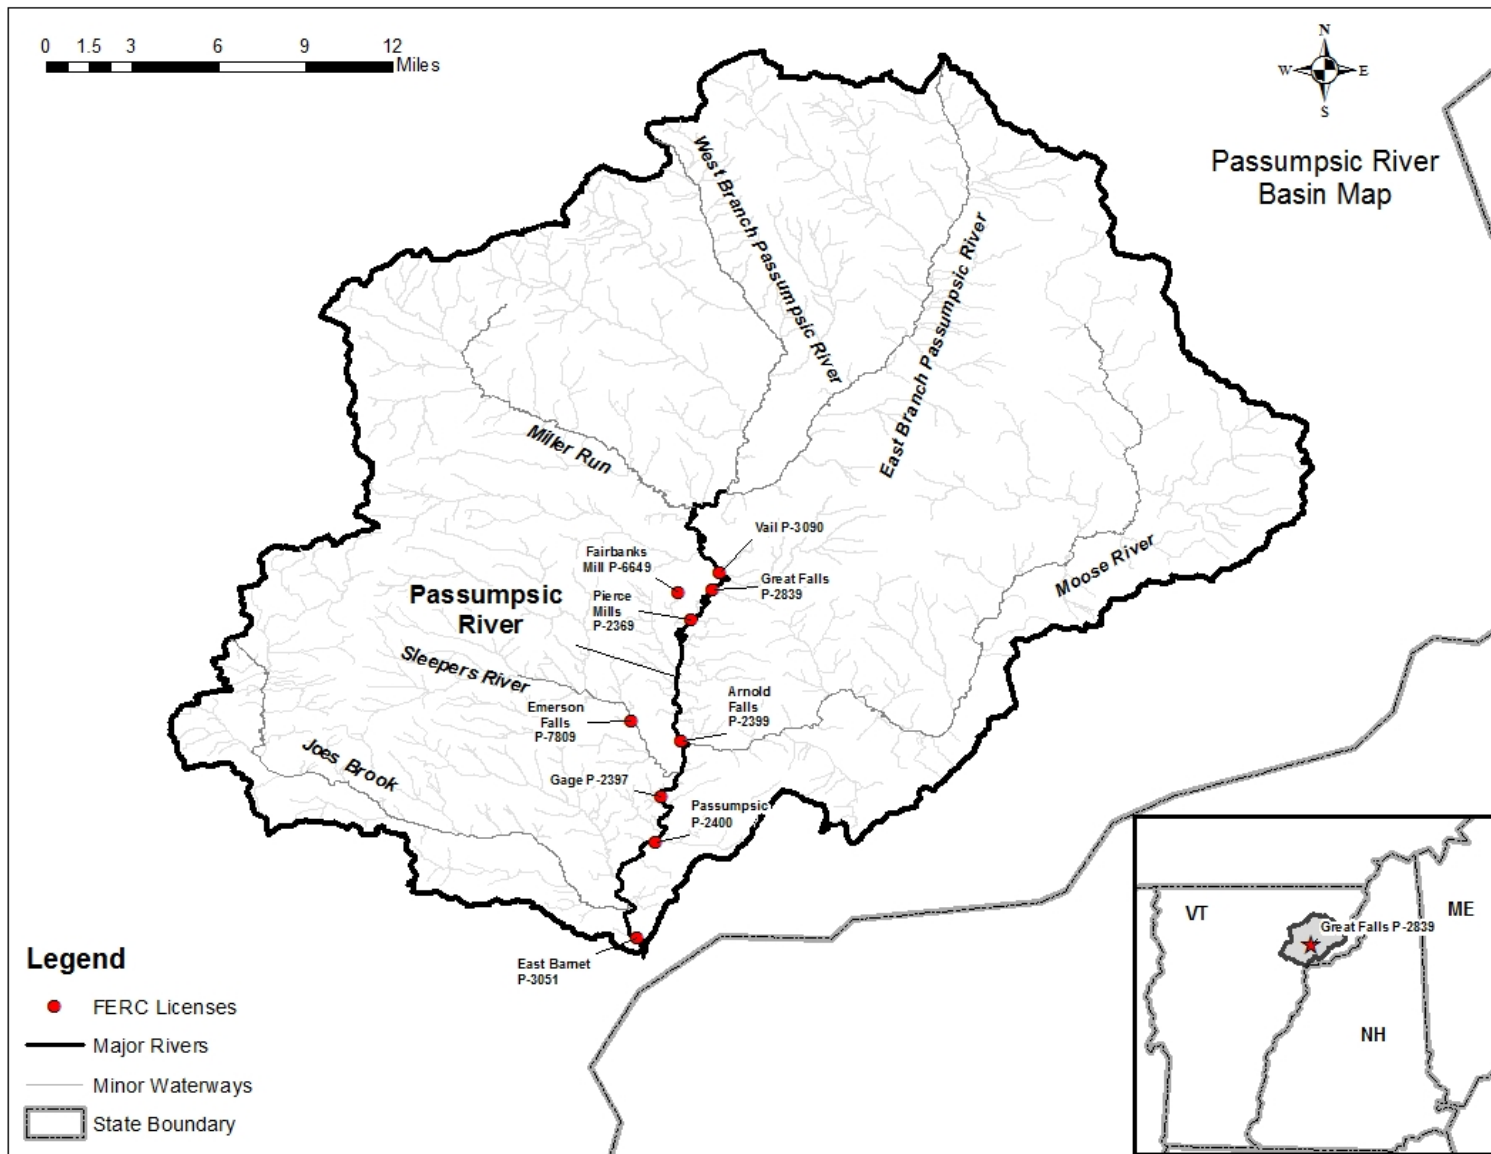 0 1.5 3 6 9 12
Miles
N
W E
S
Passumpsic River
Basin Map
West Branch Passumpsic River
East Branch Passumpsic River
Miller Run
Moose River
Vail P-3090
Fairbanks
Mill P-6649
Great Falls
P-2839
Pierce
Mills
P-2369
Passumpsic
River
Sleepers River
Arnold
Falls
P-2399
Emerson
Falls
P-7809
Joes Brook
Gage P-2397
Passumpsic
P-2400
East Barnet
P-3051
Legend
FERC Licenses
Major Rivers
Minor Waterways
State Boundary
VT
ME
Great Falls P-2839
NH